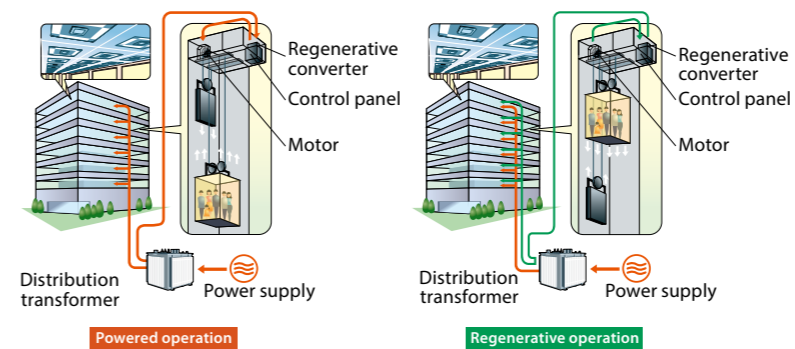 Regenerative
converter
Control panel
Motor
Distribution
transformer
Power supply
Powered operation
Regenerative
converter
Control panel
Motor
Distribution
transformer
Power supply
Regenerative operation